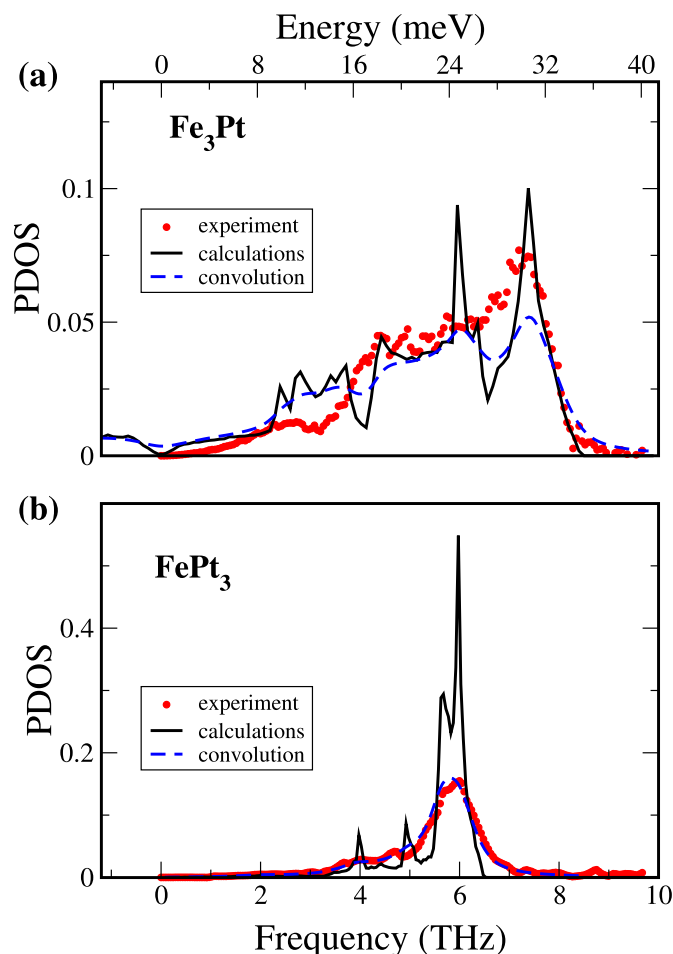 Energy (meV)
0 8 16 24 32 40
(a)
Fe3Pt
0.1
0.05
0
PDOS
experiment
calculations
convolution
(b)
FePt3
0.4
0.2
0
PDOS
experiment
calculations
convolution
0 2 4 6 8 10
Frequency (THz)